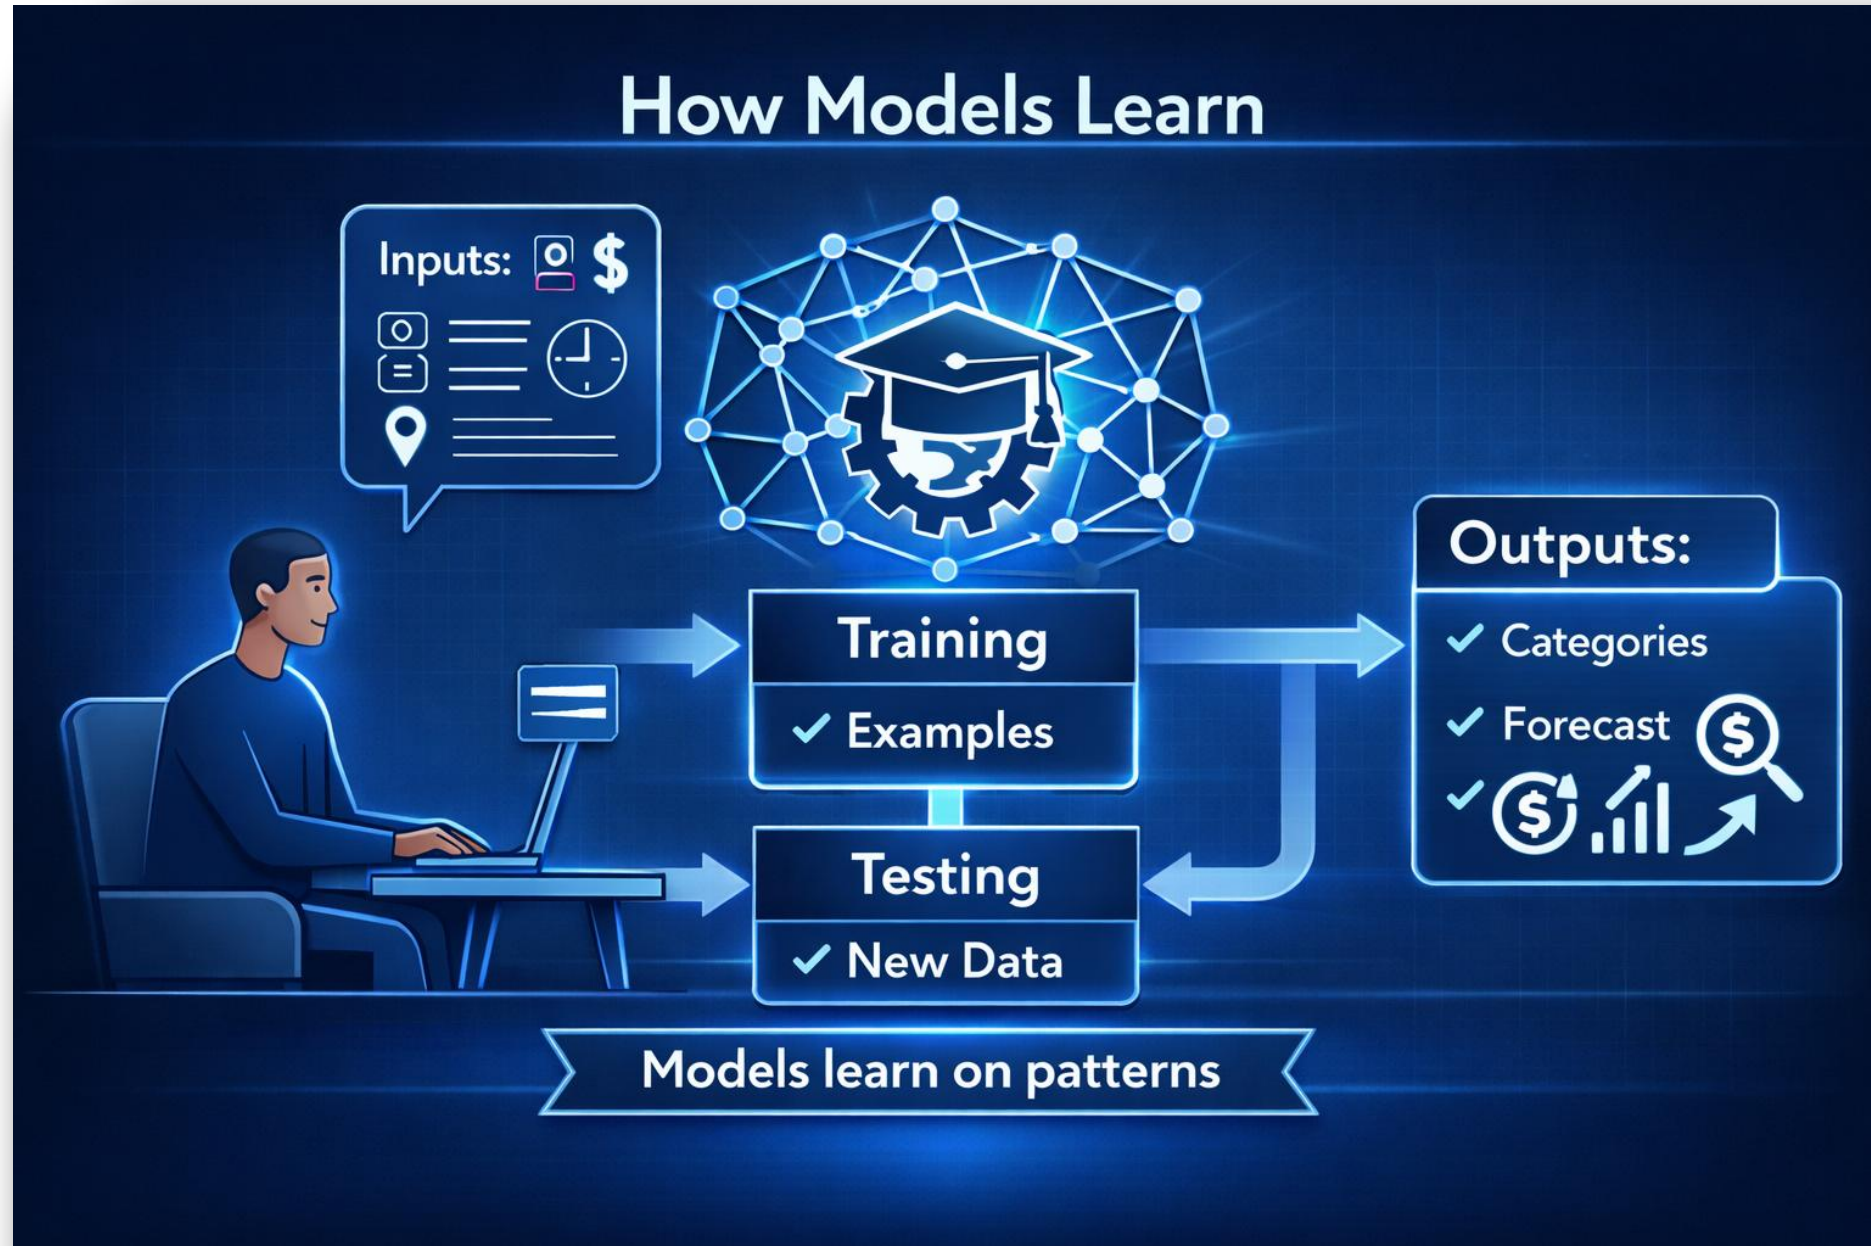 How Models Learn
Inputs: $
Training
Examples
Testing
New Data
Outputs:
Categories
Forecast
$
$
Models learn on patterns